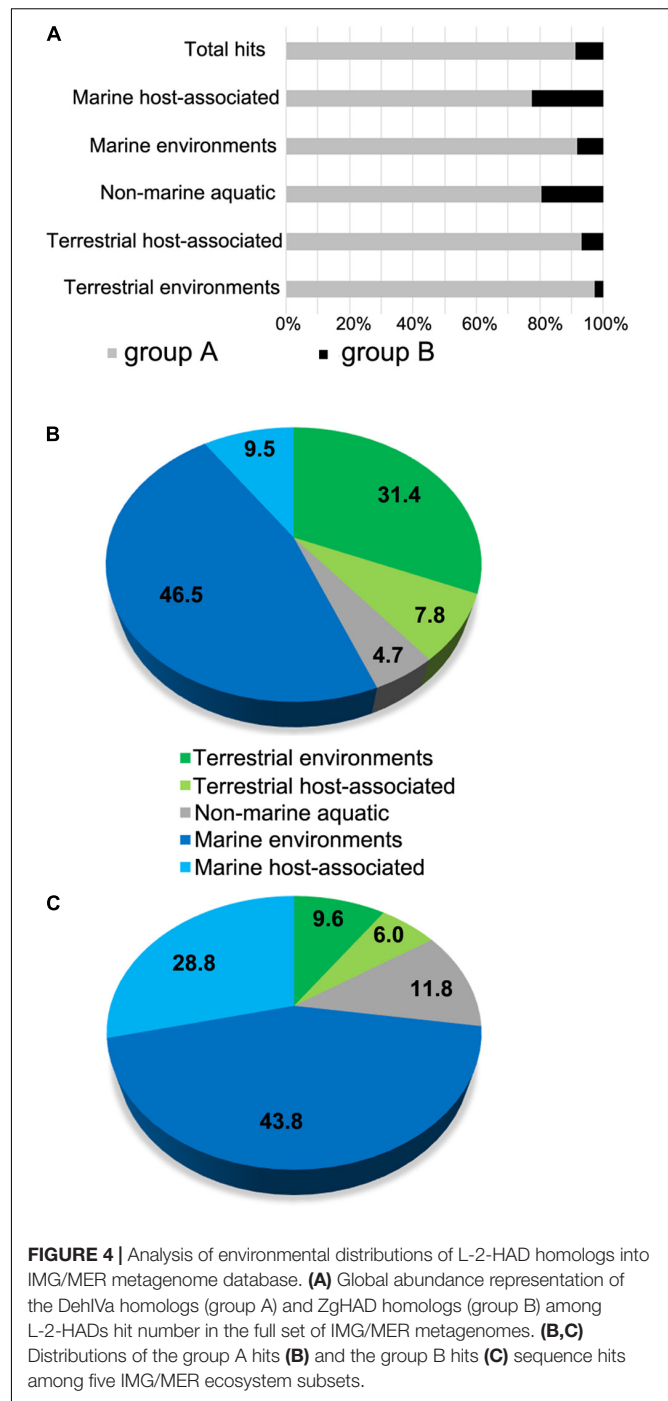 A
Total hits
Marine host-associated
Marine environments
Non-marine aquatic
Terrestrial host-associated
Terrestrial environments
0% 20% 40% 60% 80% 100%
group A group B
B
9.5
31.4
46.5
7.8
4.7
Terrestrial environments
Terrestrial host-associated
Non-marine aquatic
Marine environments
Marine host-associated
C
9.6
6.0
28.8
11.8
43.8
FIGURE 4 | Analysis of environmental distributions of L-2-HAD homologs into
IMG/MER metagenome database. (A) Global abundance representation of
the DehIVa homologs (group A) and ZgHAD homologs (group B) among
L-2-HADs hit number in the full set of IMG/MER metagenomes. (B,C)
Distributions of the group A hits (B) and the group B hits (C) sequence hits
among five IMG/MER ecosystem subsets.